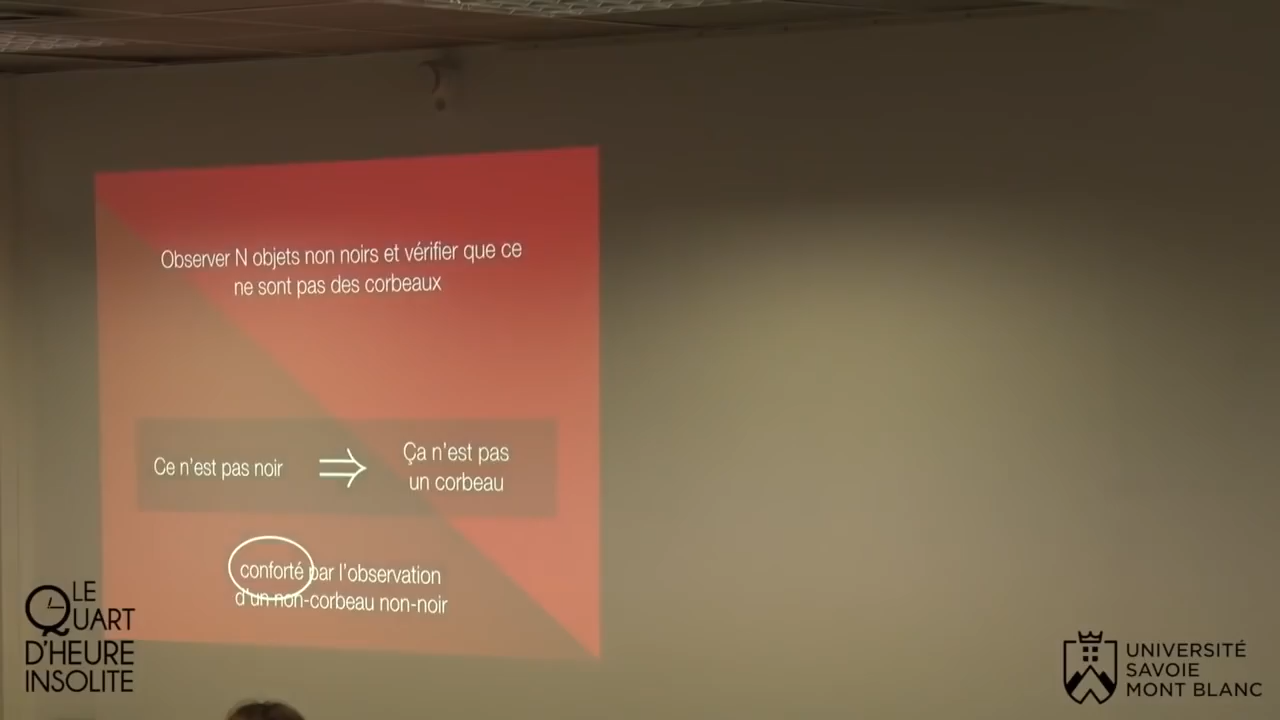 Observer N objets non noirs et vérifier que ce
ne sont pas des corbeaux
Ce n'est pas noir
⇒
Ça n'est pas
un corbeau
conforté par l'observation
d'un non-corbeau non-noir
LE
QUART
D'HEURE
INSOLITE
UNIVERSITÉ
SAVOIE
MONT BLANC